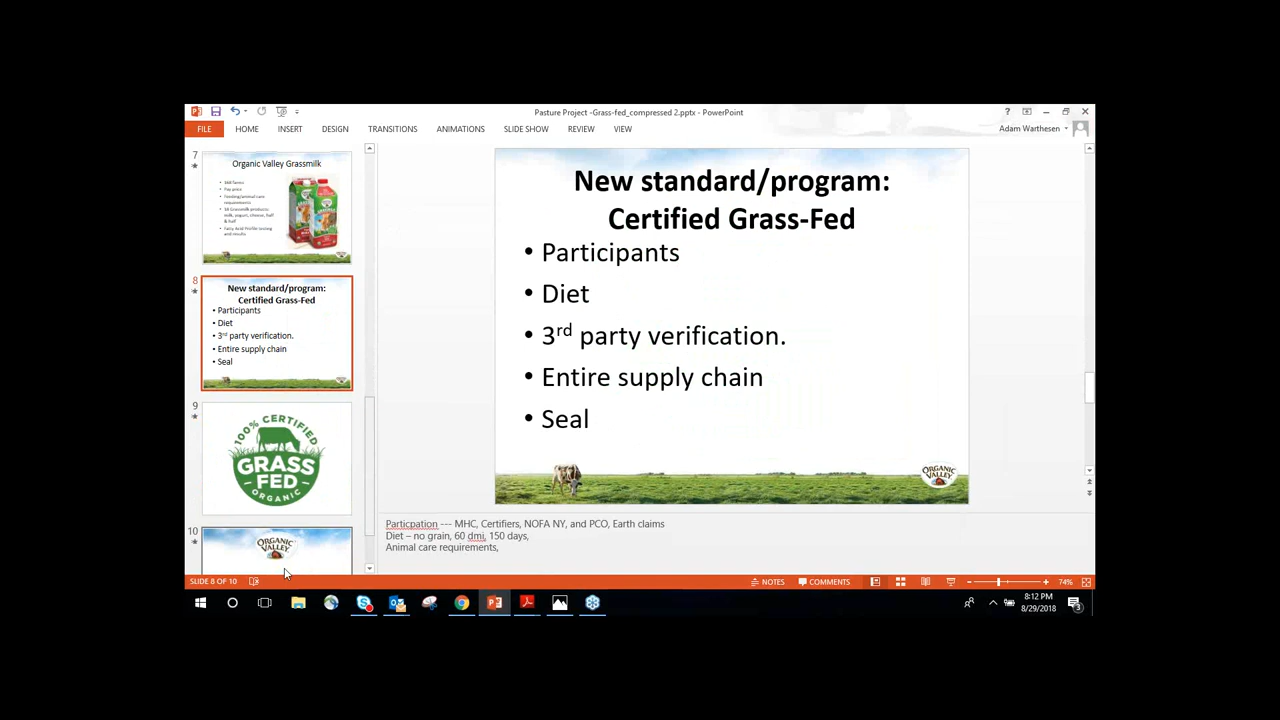 Pasture Project -Grass-fed_compressed 2.pptx - PowerPoint
FILE HOME INSERT DESIGN TRANSITIONS ANIMATIONS SLIDE SHOW REVIEW VIEW
Adam Warthesen
7
Organic Valley Grassmilk
Pay price
8
New standard/program:
Certified Grass-Fed
• Participants
• Diet
• 3rd party verification.
• Entire supply chain
• Seal
9
100% CERTIFIED
GRASS
FED
ORGANIC
10
ORGANIC
VALLEY
New standard/program:
Certified Grass-Fed
• Participants
• Diet
• 3rd party verification.
• Entire supply chain
• Seal
ORGANIC
VALLEY
Particpation --- MHC, Certifiers, NOFA NY, and PCO, Earth claims
Diet – no grain, 60 dmi, 150 days,
Animal care requirements,
SLIDE 8 OF 10
NOTES COMMENTS 74%
8:12 PM
8/29/2018